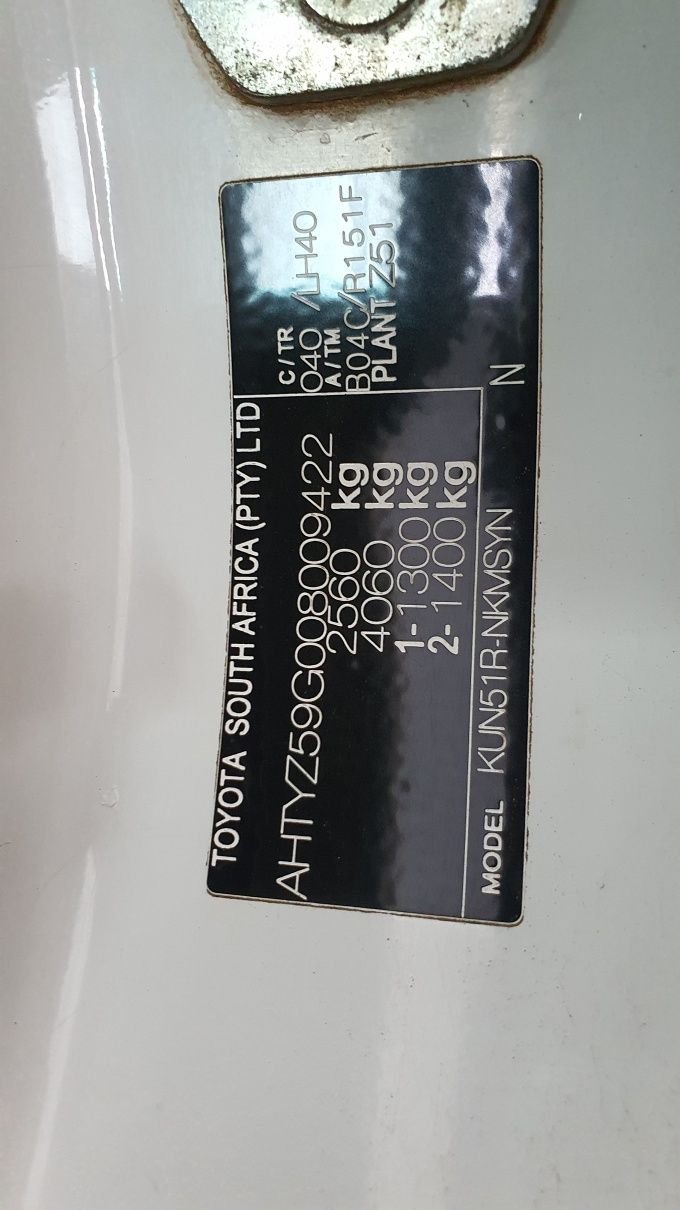 TOYOTA SOUTH AFRICA (PTY) LTD
AHTYZ59G008009422
2560 kg
4060 kg
1-1300 kg
2-1400 kg
C/TR
040 /LH40
A/TM
B04C/R151F
PLANT Z51
MODEL KUN51R-NKMSYN N